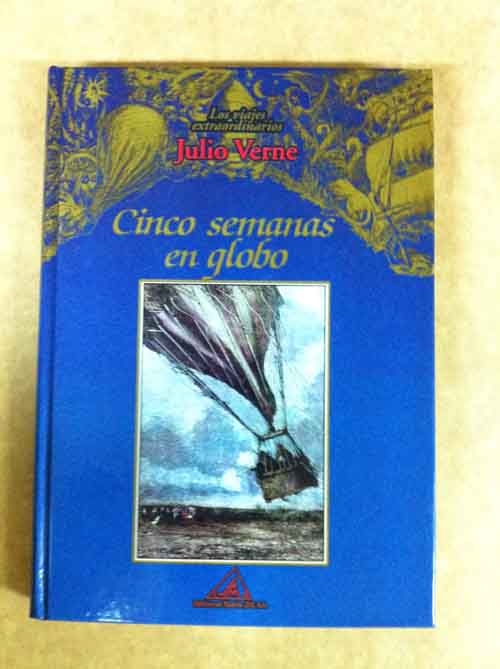 Los viajes
extraordinarios
Julio Verne
Cinco semanas
en globo